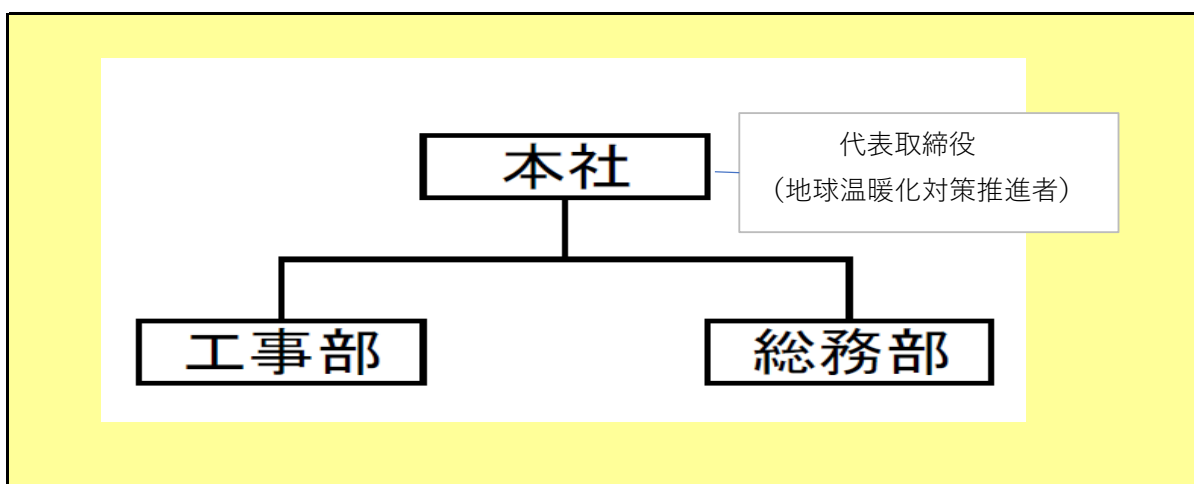 本社
代表取締役
（地球温暖化対策推進者）
工事部
総務部